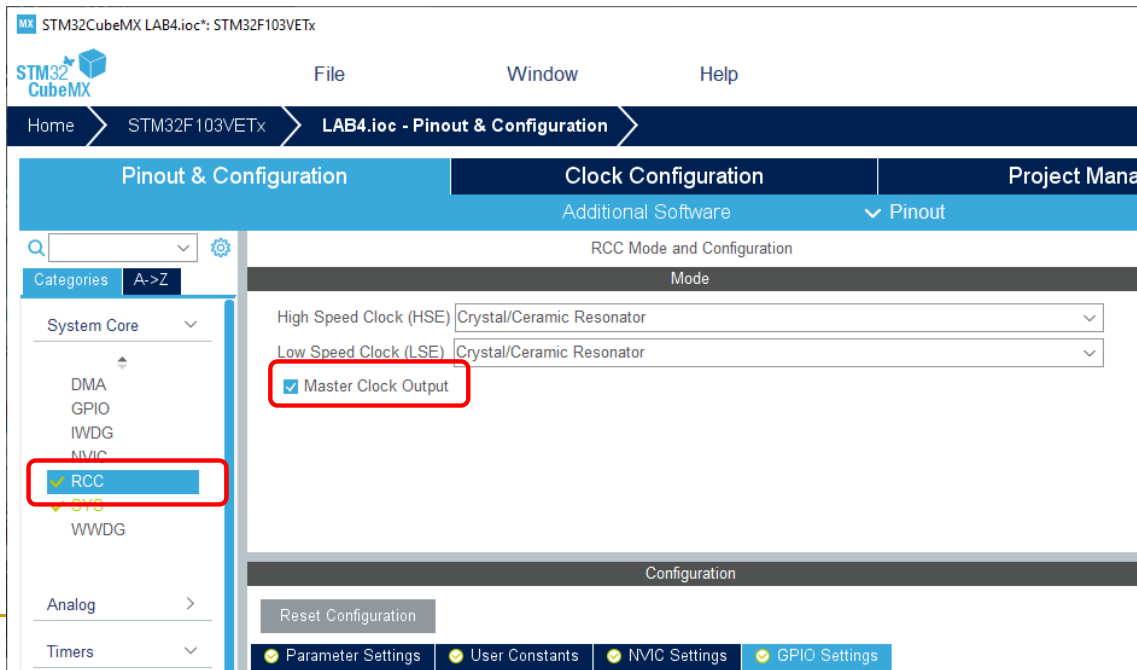 MX STM32CubeMX LAB4.ioc*: STM32F103VETx
STM32
CubeMX
File Window Help
Home STM32F103VETx LAB4.ioc - Pinout & Configuration
Pinout & Configuration Clock Configuration Project Mana
Additional Software Pinout
RCC Mode and Configuration
Categories A->Z
Mode
System Core
High Speed Clock (HSE) Crystal/Ceramic Resonator
Low Speed Clock (LSE) Crystal/Ceramic Resonator
Master Clock Output
DMA
GPIO
IWDG
NVIC
RCC
SYS
WWDG
Configuration
Analog
Reset Configuration
Timers
Parameter Settings User Constants NVIC Settings GPIO Settings